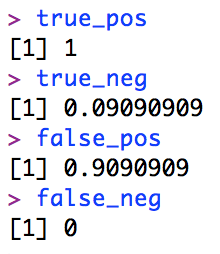 > true_pos
[1] 1
> true_neg
[1] 0.09090909
> false_pos
[1] 0.9090909
> false_neg
[1] 0